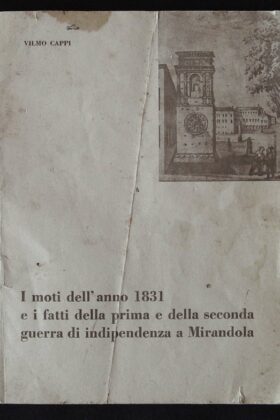 VILMO CAPPI
I moti dell'anno 1831
e i fatti della prima e della seconda
guerra di indipendenza a Mirandola